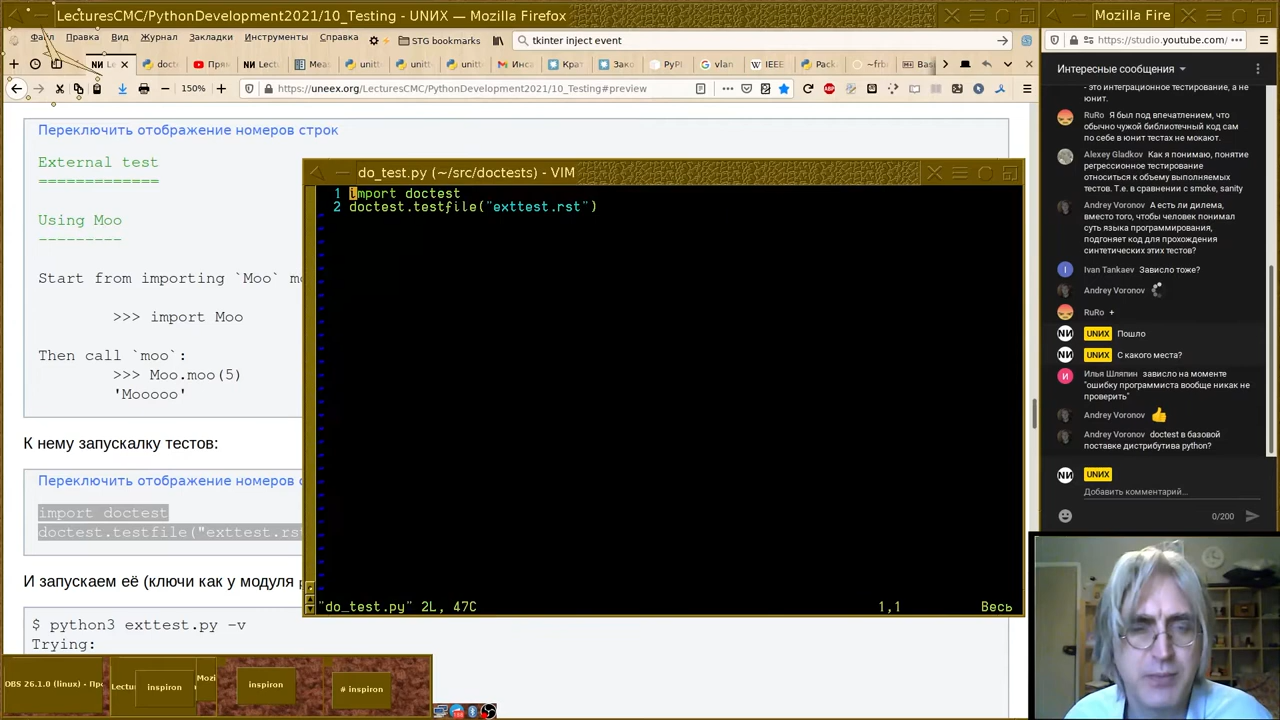 LecturesCMC/PythonDevelopment2021/10_Testing - UNИX — Mozilla Firefox
Файл Правка Вид Журнал Закладки Инструменты Справка
STG bookmarks
tkinter inject event
150%
https://uneex.org/LecturesCMC/PythonDevelopment2021/10_Testing#preview
Переключить отображение номеров строк
External test
=============
Using Moo
---------
Start from importing `Moo`
>>> import Moo
Then call `moo`:
>>> Moo.moo(5)
'Mooooo'
К нему запускалку тестов:
Переключить отображение номеров
import doctest
doctest.testfile("exttest.rst
И запускаем её (ключи как у модуля
$ python3 exttest.py -v
Trying:
do_test.py (~/src/doctests) - VIM
1 import doctest
2 doctest.testfile("exttest.rst")
"do_test.py" 2L, 47C 1,1 Весь
OBS 26.1.0 (linux) - Пр
inspiron
inspiron
# inspiron
Mozilla Fire
https://studio.youtube.com/
Интересные сообщения
- это интеграционное тестирование, а не
юнит.
RuRo Я был под впечатлением, что
обычно чужой библиотечный код сам
по себе в юнит тестах не мокают.
Alexey Gladkov Как я понимаю, понятие
регрессионное тестирование
относиться к объему выполняемых
тестов. Т.е. в сравнении с smoke, sanity
Andrey Voronov А есть ли дилема,
вместо того, чтобы человек понимал
суть языка программирования,
подгоняет код для прохождения
синтетических этих тестов?
Ivan Tankaev Зависло тоже?
Andrey Voronov
RuRo +
UNИX Пошло
UNИX С какого места?
Илья Шляпин зависло на моменте
"ошибку программиста вообще никак не
проверить"
Andrey Voronov 👍
Andrey Voronov doctest в базовой
поставке дистрибутива python?
UNИX
Добавить комментарий...
0/200